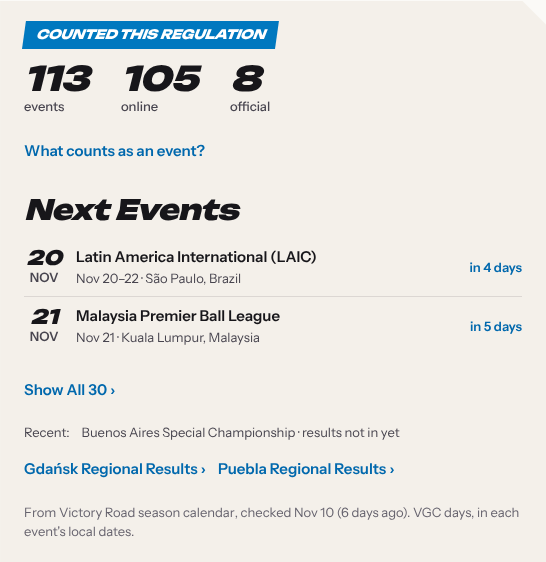 COUNTED THIS REGULATION
113 105 8
events online official
What counts as an event?
Next Events
20 Latin America International (LAIC)
NOV Nov 20–22 · São Paulo, Brazil
in 4 days
21 Malaysia Premier Ball League
NOV Nov 21 · Kuala Lumpur, Malaysia
in 5 days
Show All 30 ›
Recent: Buenos Aires Special Championship · results not in yet
Gdańsk Regional Results › Puebla Regional Results ›
From Victory Road season calendar, checked Nov 10 (6 days ago). VGC days, in each
event's local dates.